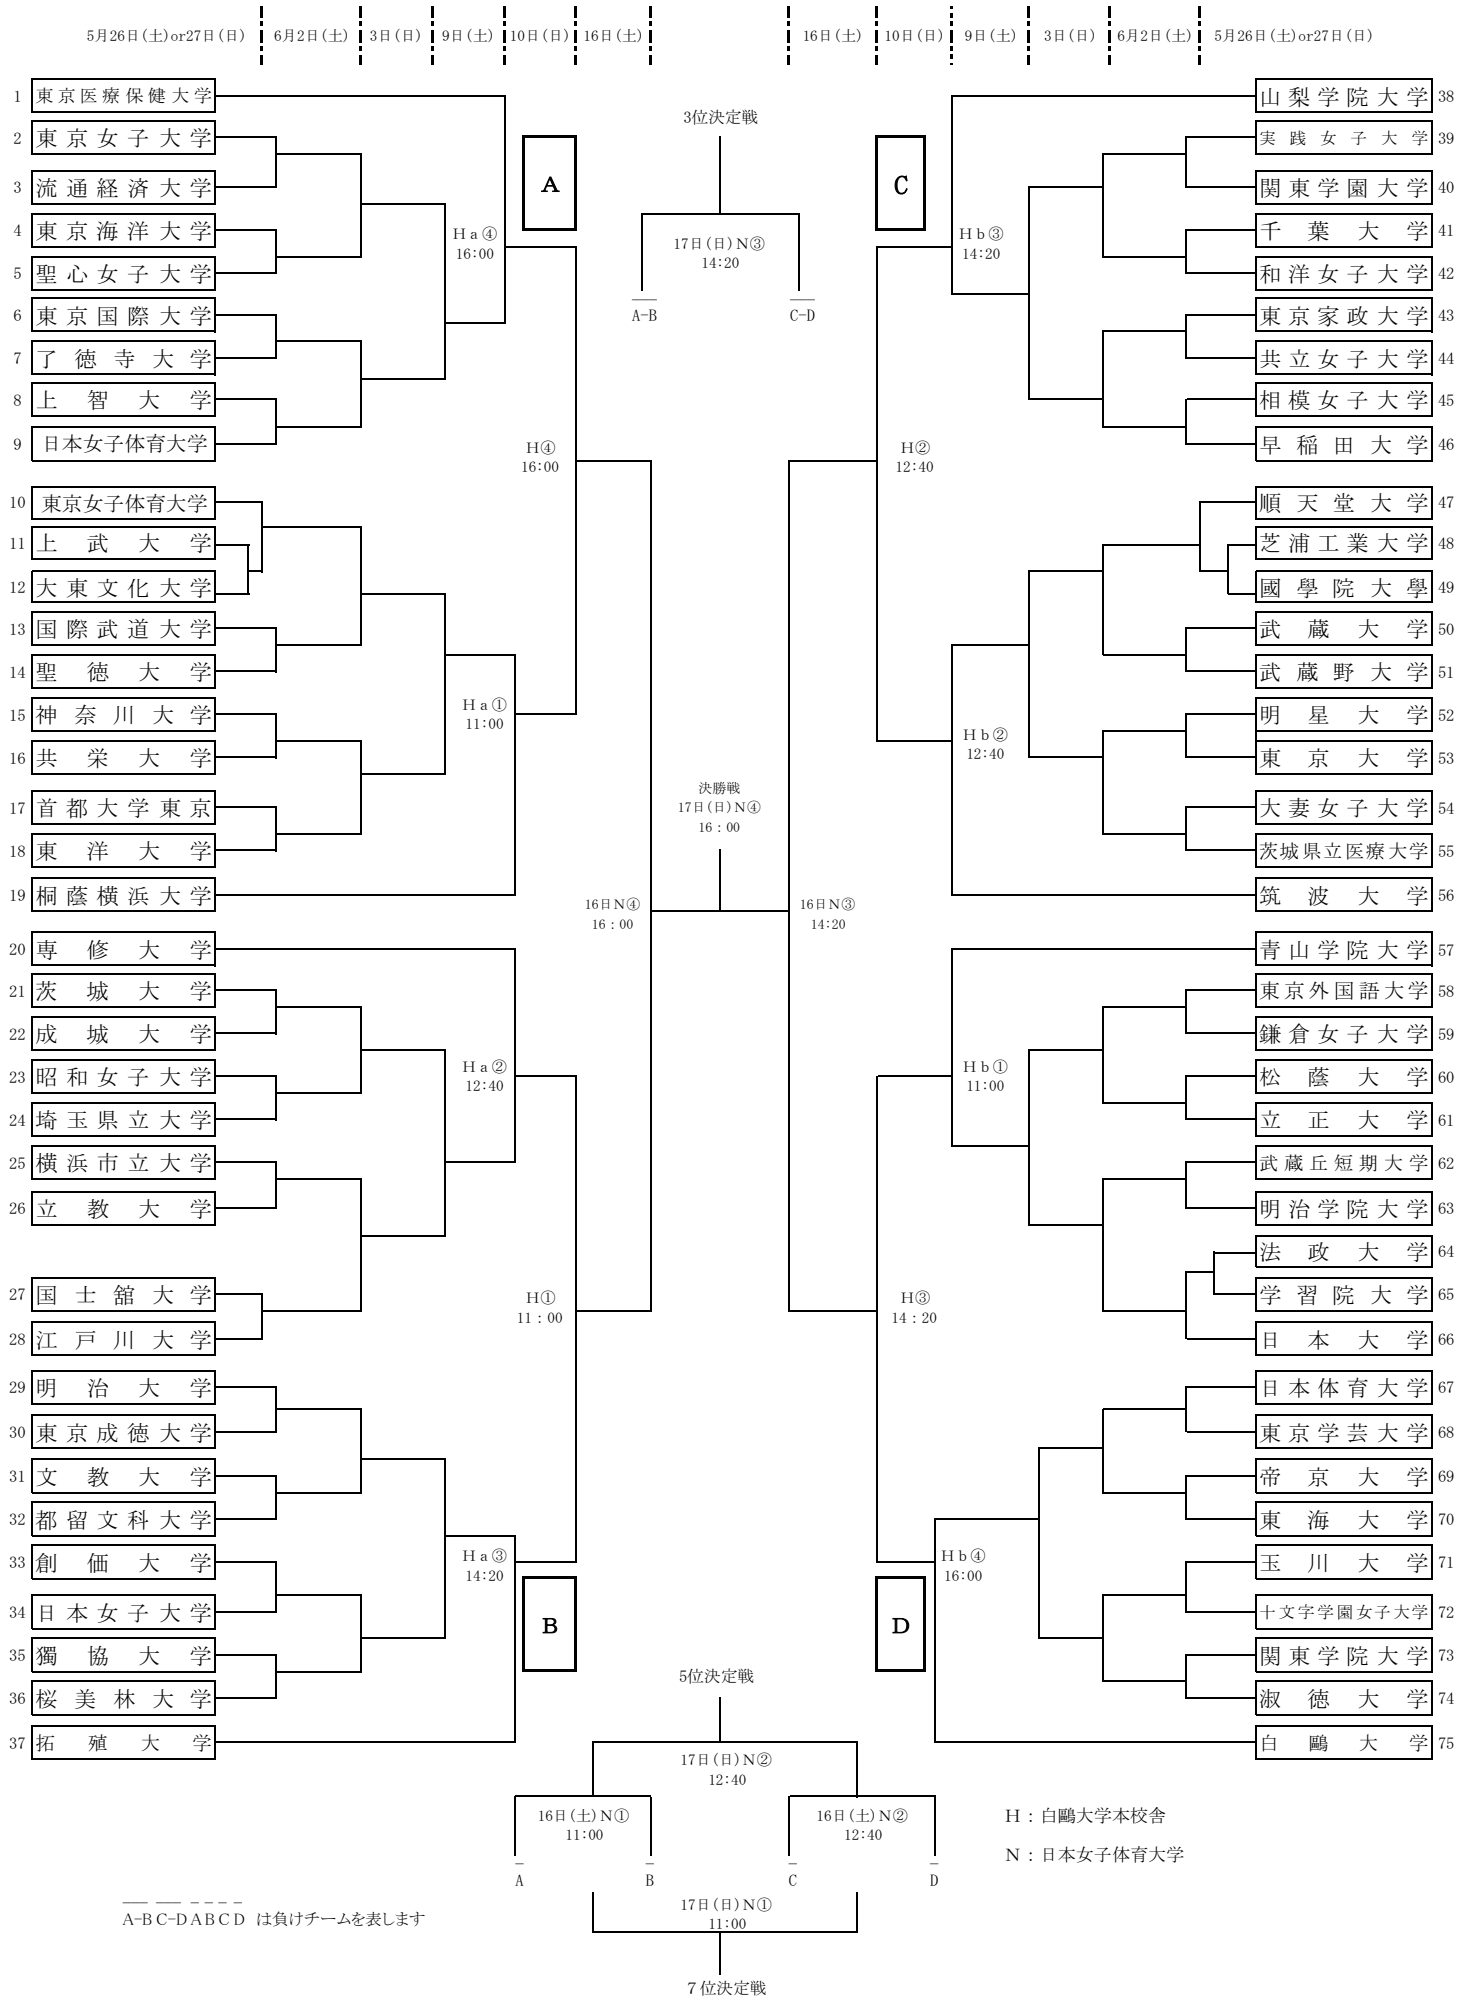 5月26日(土)or27日(日) 6月2日(土) 3日(日) 9日(土) 10日(日) 16日(土) 16日(土) 10日(日) 9日(土) 3日(日) 6月2日(土) 5月26日(土)or27日(日)
1 東京医療保健大学
2 東京女子大学
3 流通経済大学
4 東京海洋大学
5 聖心女子大学
6 東京国際大学
7 了徳寺大学
8 上智大学
9 日本女子体育大学
10 東京女子体育大学
11 上武大学
12 大東文化大学
13 国際武道大学
14 聖徳大学
15 神奈川大学
16 共栄大学
17 首都大学東京
18 東洋大学
19 桐蔭横浜大学
20 専修大学
21 茨城大学
22 成城大学
23 昭和女子大学
24 埼玉県立大学
25 横浜市立大学
26 立教大学
27 国士舘大学
28 江戸川大学
29 明治大学
30 東京成徳大学
31 文教大学
32 都留文科大学
33 創価大学
34 日本女子大学
35 獨協大学
36 桜美林大学
37 拓殖大学
A
Ha④
16:00
H④
16:00
Ha①
11:00
16日N④
16:00
Ha②
12:40
H①
11:00
Ha③
14:20
B
3位決定戦
17日(日)N③
14:20
A-B C-D
決勝戦
17日(日)N④
16:00
5位決定戦
17日(日)N②
12:40
16日(土)N①
11:00
16日(土)N②
12:40
A B C D
17日(日)N①
11:00
7位決定戦
C
Hb③
14:20
H②
12:40
Hb②
12:40
16日N③
14:20
Hb①
11:00
H③
14:20
Hb④
16:00
D
山梨学院大学 38
実践女子大学 39
関東学園大学 40
千葉大学 41
和洋女子大学 42
東京家政大学 43
共立女子大学 44
相模女子大学 45
早稲田大学 46
順天堂大学 47
芝浦工業大学 48
國學院大學 49
武蔵大学 50
武蔵野大学 51
明星大学 52
東京大学 53
大妻女子大学 54
茨城県立医療大学 55
筑波大学 56
青山学院大学 57
東京外国語大学 58
鎌倉女子大学 59
松蔭大学 60
立正大学 61
武蔵丘短期大学 62
明治学院大学 63
法政大学 64
学習院大学 65
日本大学 66
日本体育大学 67
東京学芸大学 68
帝京大学 69
東海大学 70
玉川大学 71
十文字学園女子大学 72
関東学院大学 73
淑徳大学 74
白鷗大学 75
H:白鷗大学本校舎
N:日本女子体育大学
A-B C-D A B C D は負けチームを表します